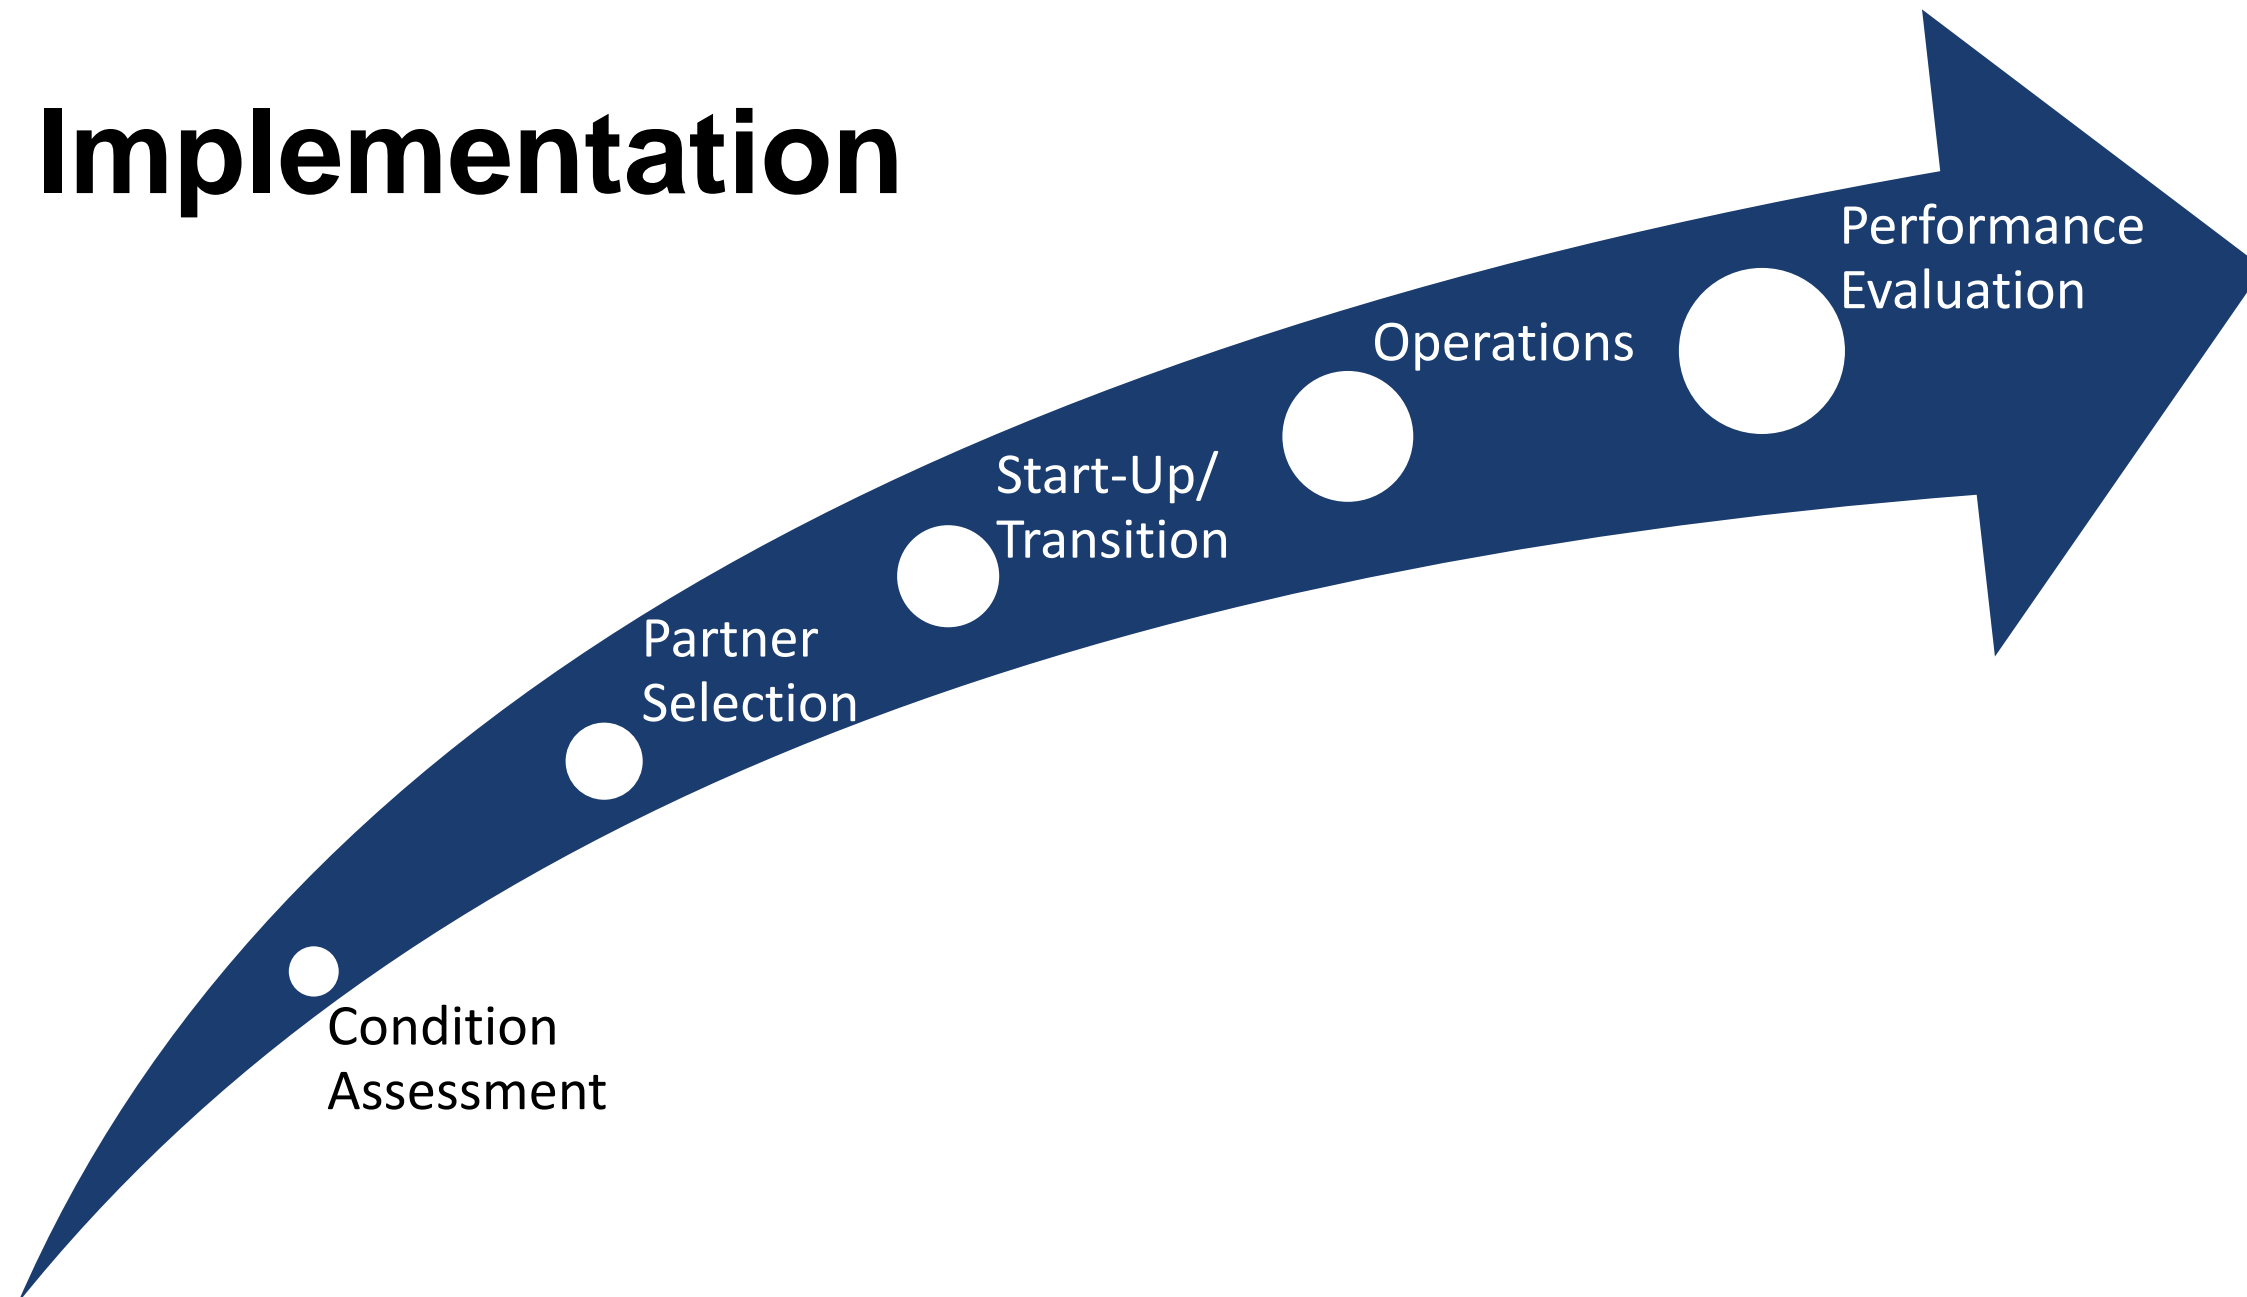 Implementation
Performance
Evaluation
Operations
Start-Up/
Transition
Partner
Selection
Condition
Assessment